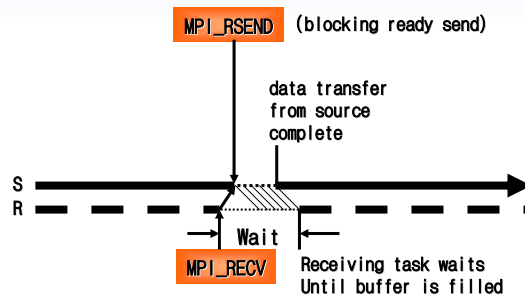 MPI_RSEND (blocking ready send)
data transfer
from source
complete
S
R
Wait
MPI_RECV
Receiving task waits
Until buffer is filled